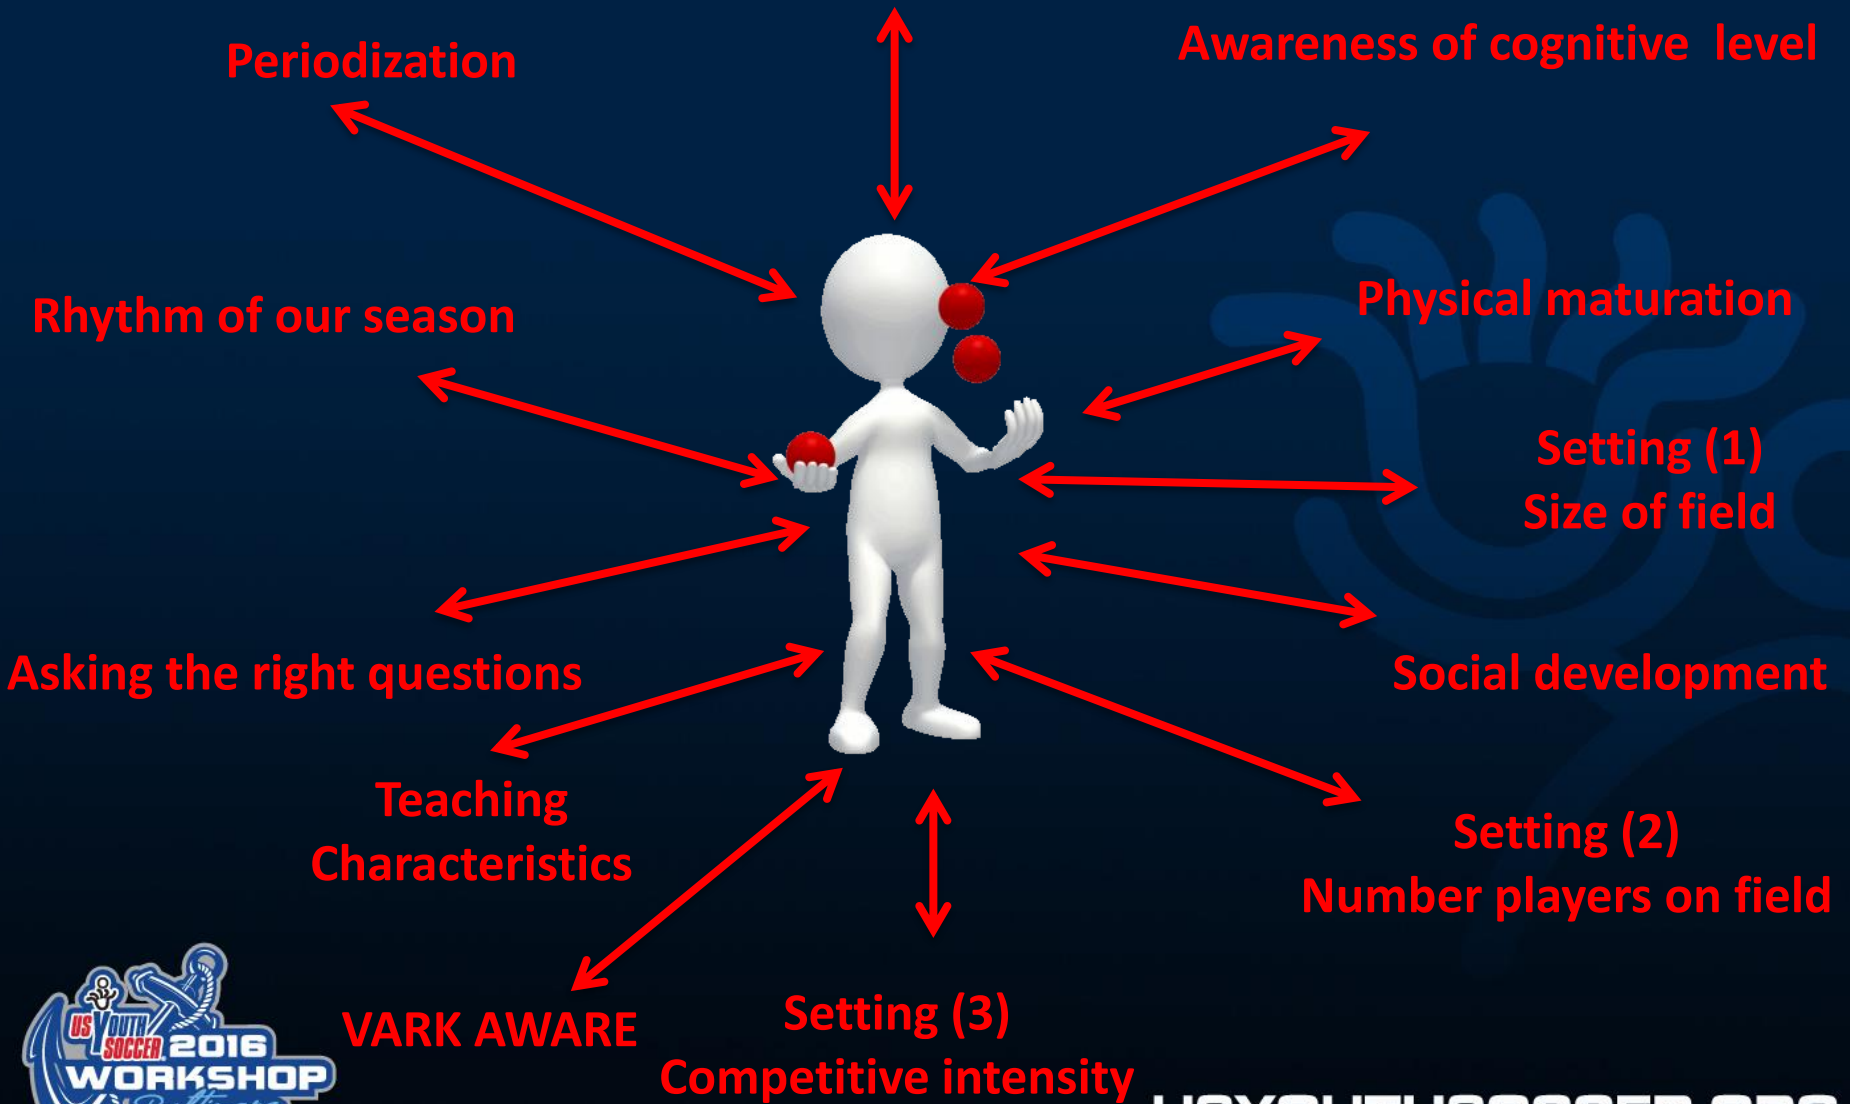 Periodization
Awareness of cognitive level
Rhythm of our season
Physical maturation
Setting (1)
Size of field
Asking the right questions
Social development
Teaching
Characteristics
Setting (2)
Number players on field
VARK AWARE
Setting (3)
Competitive intensity
US YOUTH
SOCCER 2016
WORKSHOP
USYOUTHSOCCER.ORG